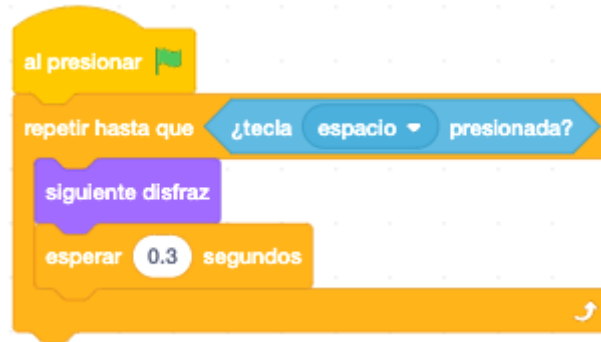 al presionar
repetir hasta que ¿tecla espacio presionada?
siguiente disfraz
esperar 0.3 segundos